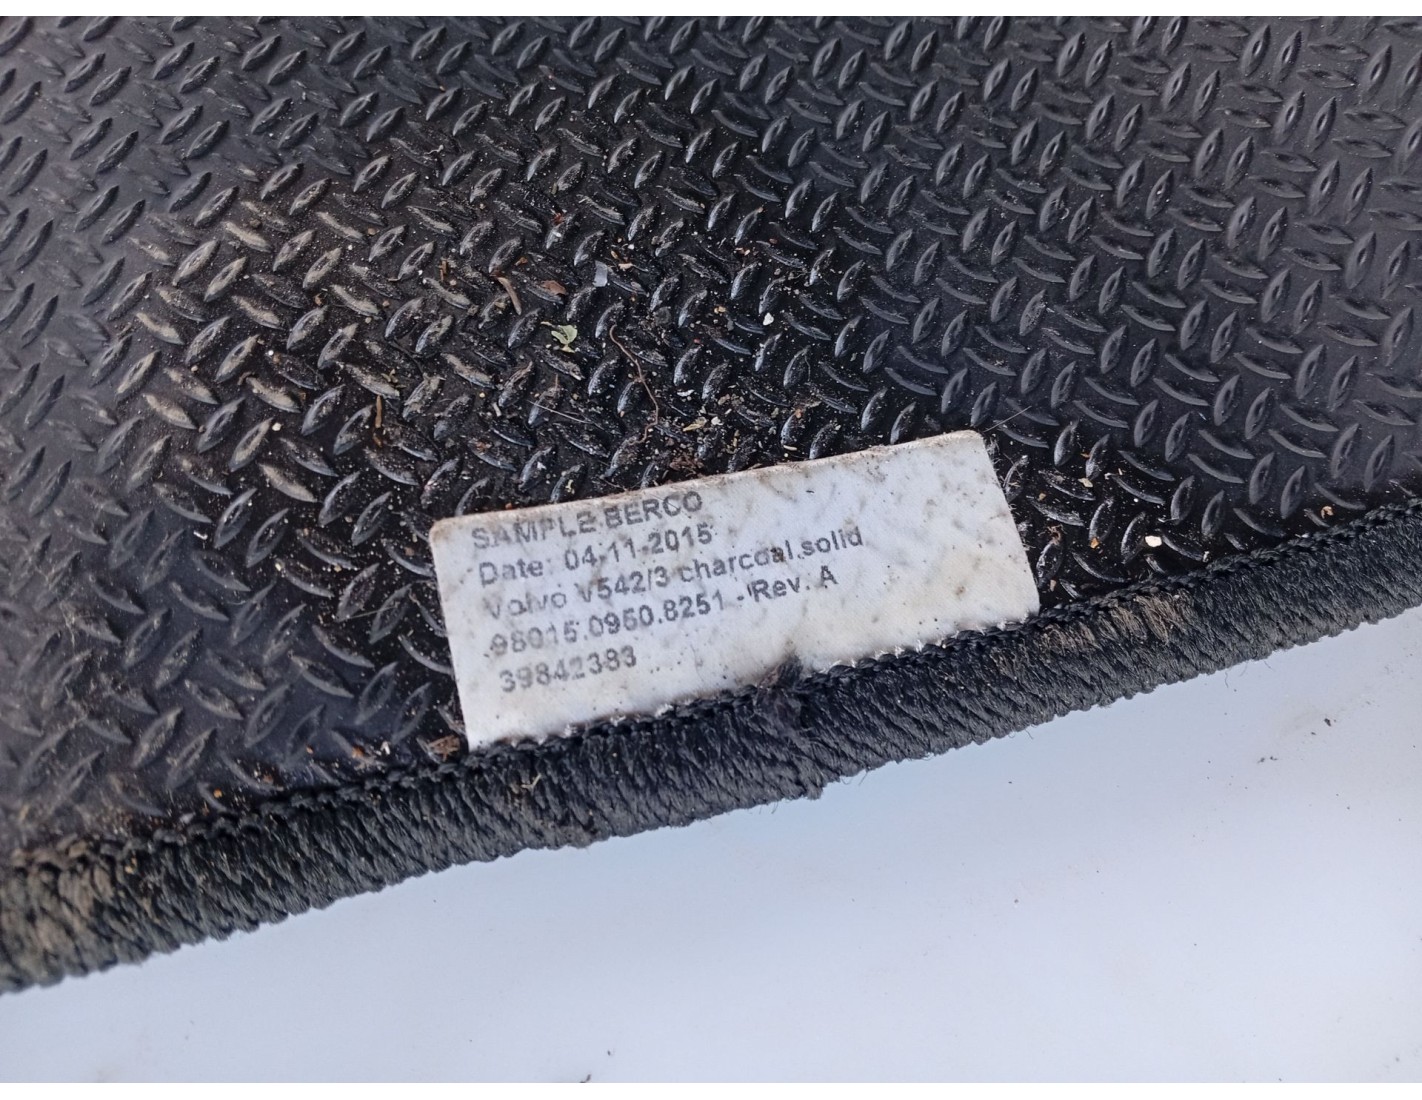 SAMPLE.BERCO
Date: 04-11-2015
Volvo V542/3 charcoal.solid
98015.0950.8251 - Rev. A
39842383